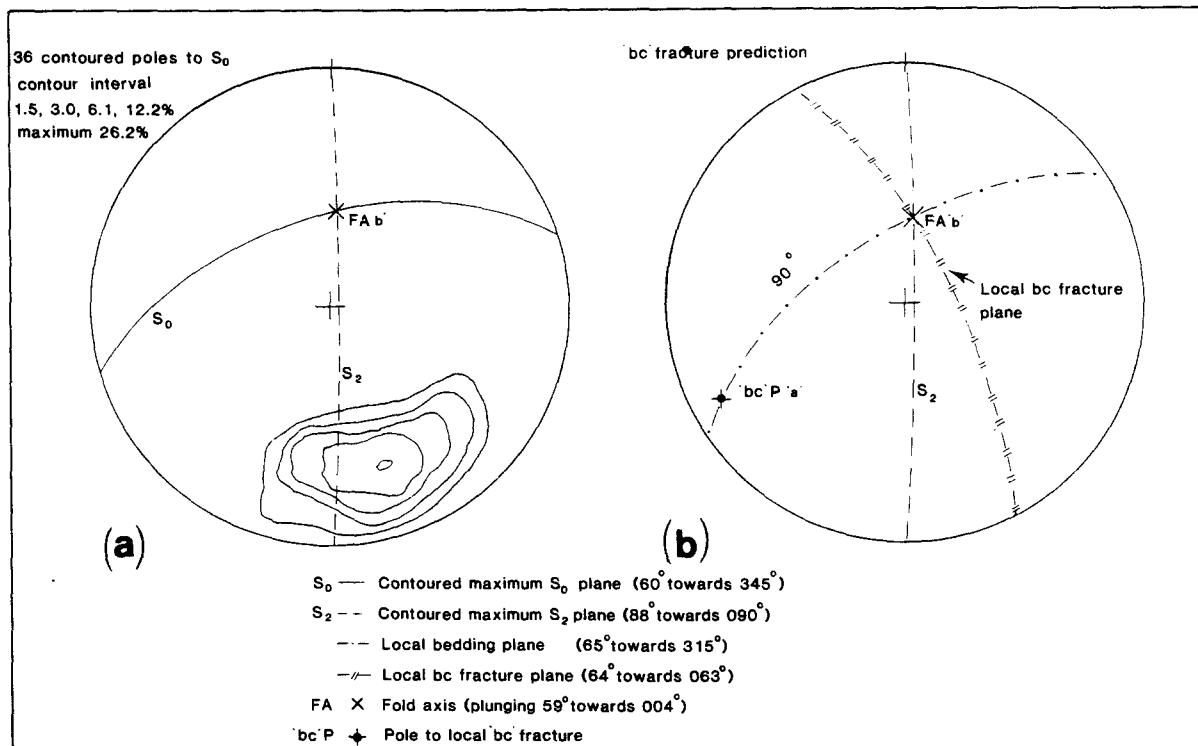 36 contoured poles to S₀
contour interval
1.5, 3.0, 6.1, 12.2%
maximum 26.2%
FA 'b'
S₀
S₂
(a)
'bc' fracture prediction
FA 'b'
90°
Local bc fracture
plane
S₂
'bc' P 'a'
(b)
S₀ — Contoured maximum S₀ plane (60° towards 345°)
S₂ – – Contoured maximum S₂ plane (88° towards 090°)
—·— Local bedding plane (65° towards 315°)
—//— Local bc fracture plane (64° towards 063°)
FA × Fold axis (plunging 59° towards 004°)
'bc' P Pole to local 'bc' fracture